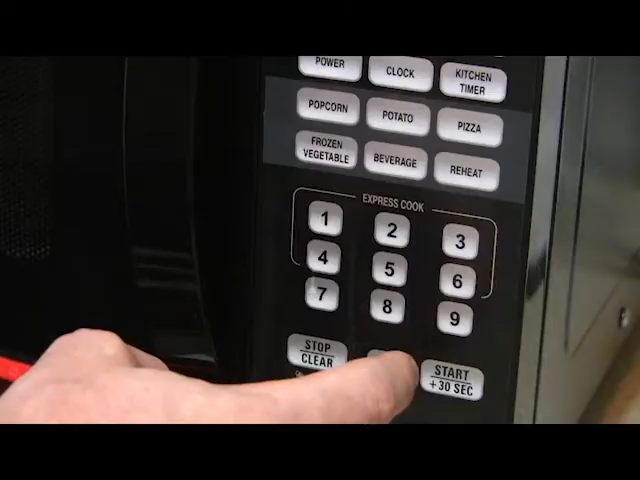 POWER
CLOCK
KITCHEN
TIMER
POPCORN
POTATO
PIZZA
FROZEN
VEGETABLE
BEVERAGE
REHEAT
EXPRESS COOK
1
2
3
4
5
6
7
8
9
STOP
CLEAR
START
+30 SEC